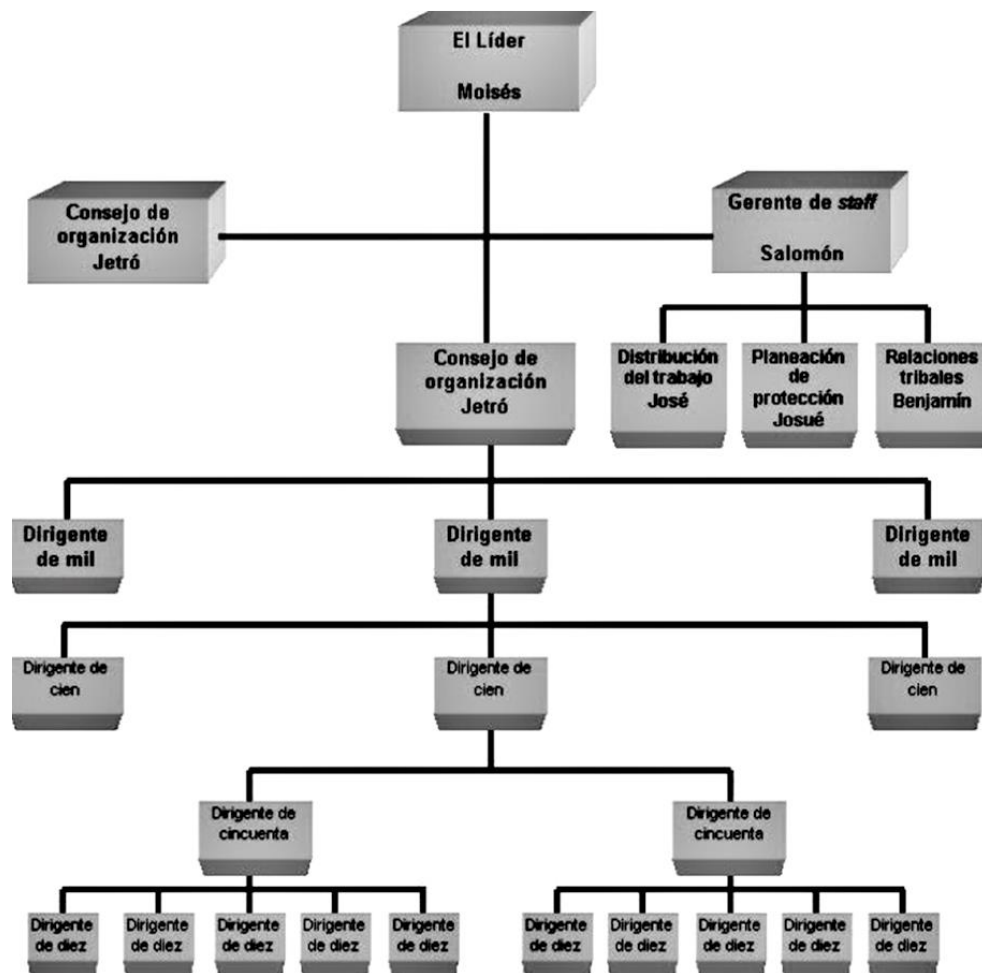 El Líder
Moisés
Consejo de
organización
Jetró
Gerente de staff
Salomón
Consejo de
organización
Jetró
Distribución
del trabajo
José
Planeación
de
protección
Josué
Relaciones
tribales
Benjamín
Dirigente
de mil
Dirigente
de mil
Dirigente
de mil
Dirigente de
cien
Dirigente de
cien
Dirigente de
cien
Dirigente de
cincuenta
Dirigente de
cincuenta
Dirigente
de diez
Dirigente
de diez
Dirigente
de diez
Dirigente
de diez
Dirigente
de diez
Dirigente
de diez
Dirigente
de diez
Dirigente
de diez
Dirigente
de diez
Dirigente
de diez